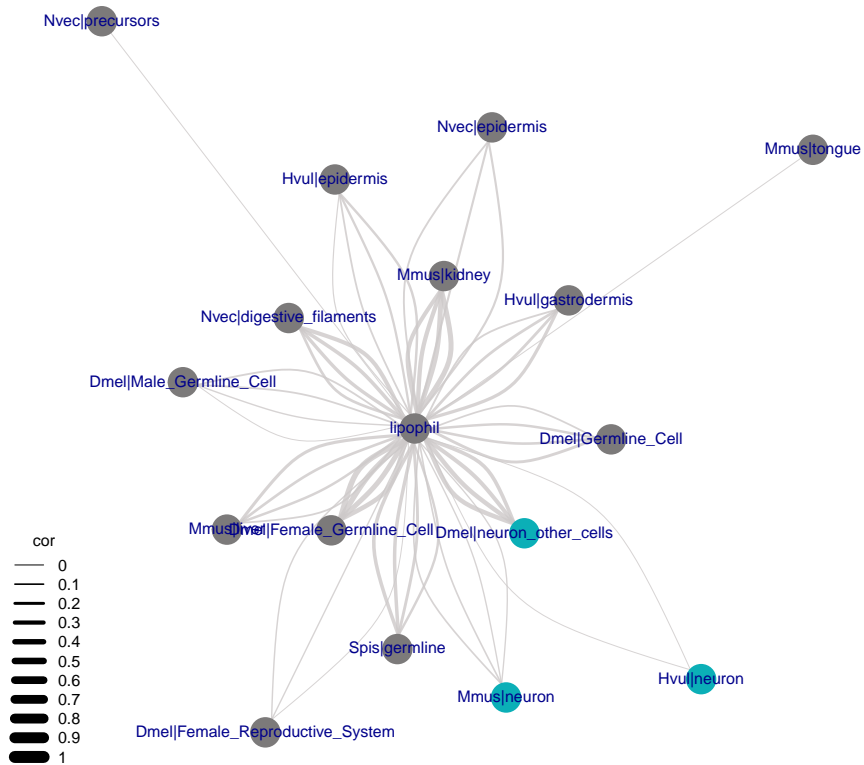 Nvec|precursors
Nvec|epidermis
Mmus|tongue
Hvul|epidermis
Mmus|kidney
Hvul|gastrodermis
Nvec|digestive_filaments
Dmel|Male_Germline_Cell
lipophil
Dmel|Germline_Cell
Mmus|liver
Dmel|Female_Germline_Cell
Dmel|neuron_other_cells
Spis|germline
Hvul|neuron
Mmus|neuron
Dmel|Female_Reproductive_System
cor
0
0.1
0.2
0.3
0.4
0.5
0.6
0.7
0.8
0.9
1